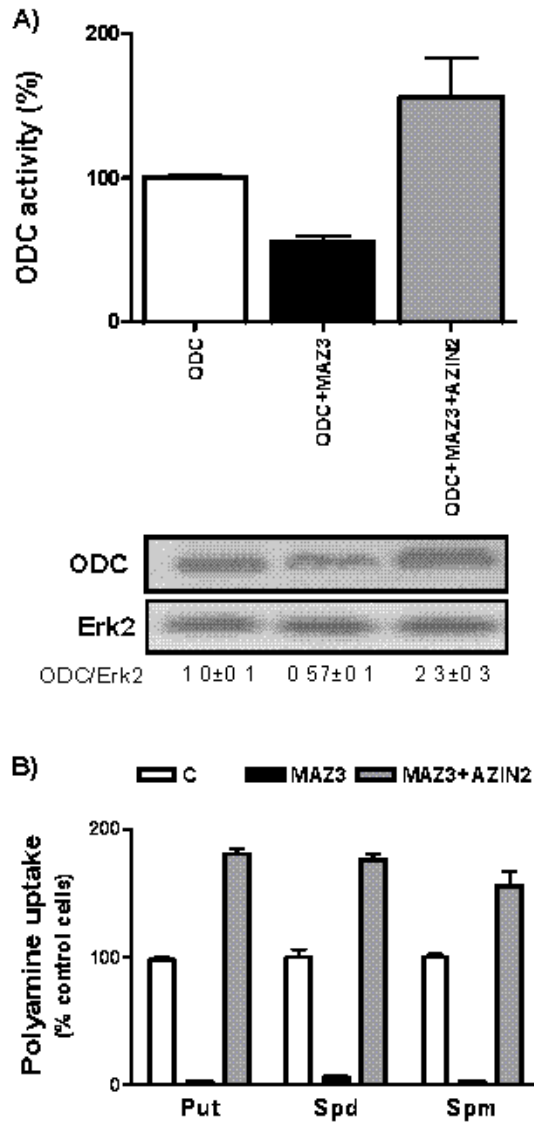 A)
ODC activity (%)
200
100
0
ODC
ODC+MAZ3
ODC+MAZ3+AZIN2
ODC
Erk2
ODC/Erk2 1 0±0 1 0 57±0 1 2 3±0 3
B)
C MAZ3 MAZ3+AZIN2
Polyamine uptake
(% control cells)
200
100
0
Put Spd Spm